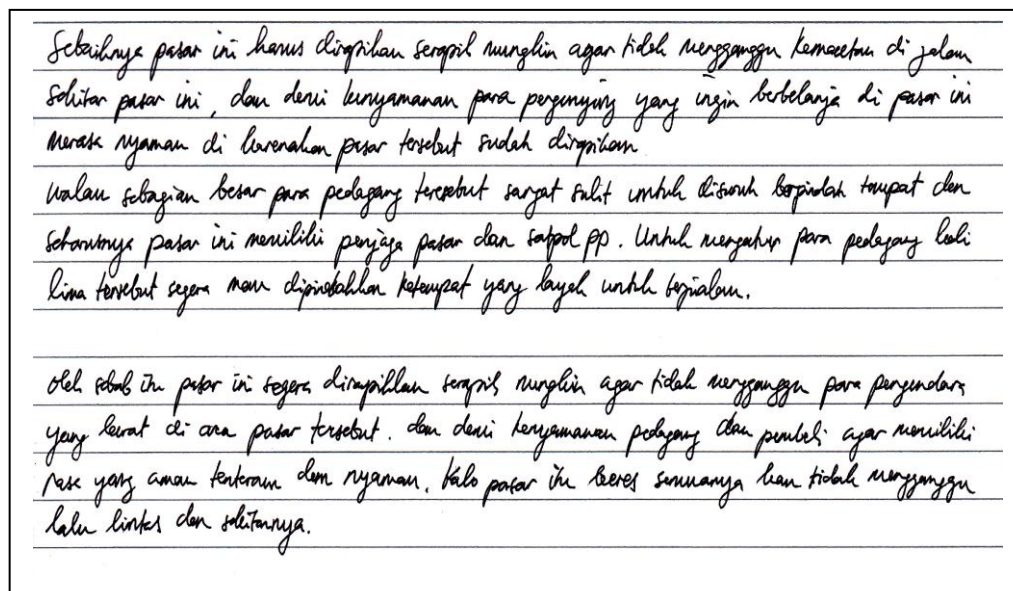 Sebaiknya pasar ini harus dirapihan serapil mungkin agar tidak mengganggu kemacetan di jalan
sekitar pasar ini, dan demi kenyamanan para pengunjung yang ingin berbelanja di pasar ini
merasa nyaman di karenakan pasar tersebut sudah dirapihan
walau sebagian besar para pedagang teresebut sangat sulit untuk disuruh berpindah tempat dan
seharusnya pasar ini memiliki penjaga pasar dan satpol pp. Untuk mengatur para pedagang kaki
lima tersebut segera mau dipindahkan ketempat yang layak untuk berjualan.
oleh sebab itu pasar ini segera dirapihkan serapih mungkin agar tidak mengganggu para pengendara
yang lewat di area pasar tersebut. dan demi kenyamanan pedagang dan pembeli agar memiliki
rasa yang aman tenteram dan nyaman. Kalo pasar itu beres semuanya kan tidak mengganggu
lalu lintas dan sekitarnya.